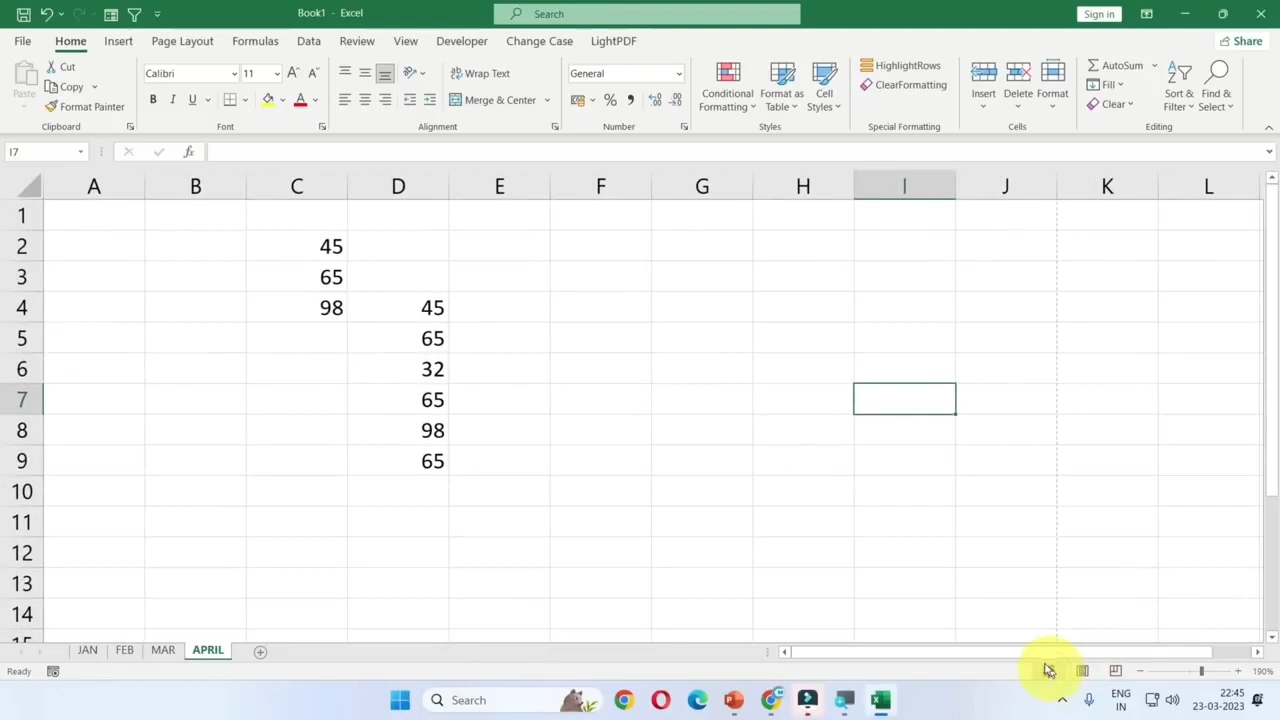 Book1 - Excel
Search
Sign in
File Home Insert Page Layout Formulas Data Review View Developer Change Case LightPDF Share
Paste
Cut
Copy
Format Painter
Clipboard
Calibri 11
B I U
Font
Wrap Text
Merge & Center
Alignment
General
Number
Conditional Formatting
Format as Table
Cell Styles
Styles
HighlightRows
ClearFormatting
Special Formatting
Insert Delete Format
Cells
AutoSum
Fill
Clear
Sort & Filter
Find & Select
Editing
I7
fx
A B C D E F G H I J K L
1
2 45
3 65
4 98 45
5 65
6 32
7 65
8 98
9 65
10
11
12
13
14
15
JAN FEB MAR APRIL
Ready
190%
Search
ENG IN
22:45
23-03-2023